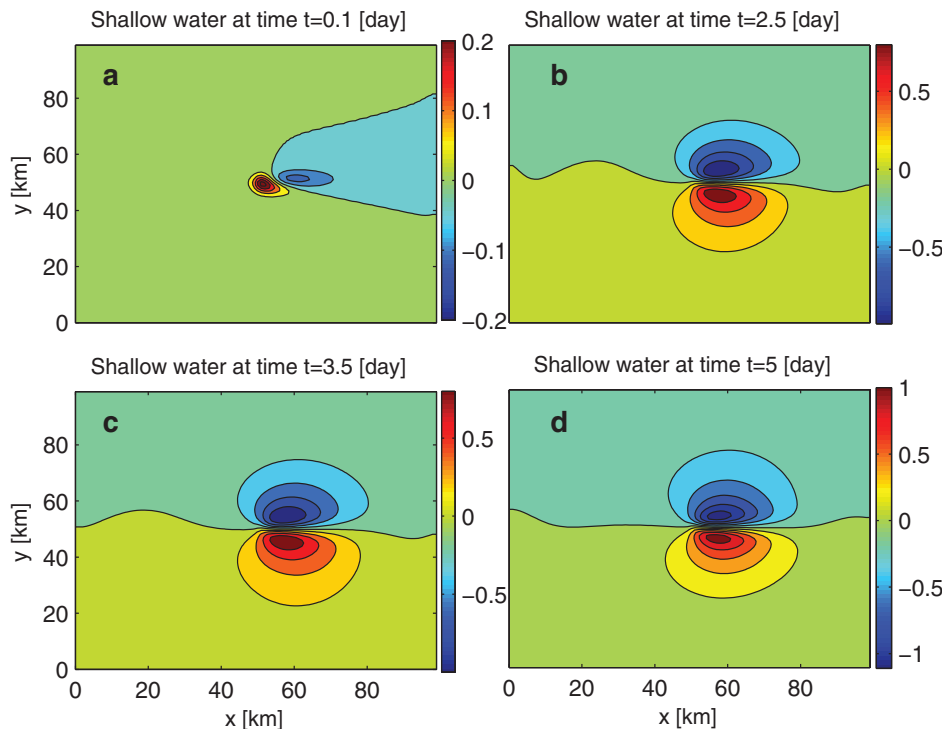 Shallow water at time t=0.1 [day]
Shallow water at time t=2.5 [day]
a
b
y [km]
80
60
40
20
0
0.2
0.1
0
−0.1
−0.2
0.5
0
−0.5
Shallow water at time t=3.5 [day]
Shallow water at time t=5 [day]
c
d
y [km]
80
60
40
20
0
0 20 40 60 80
x [km]
0.5
0
−0.5
0 20 40 60 80
x [km]
1
0.5
0
−0.5
−1